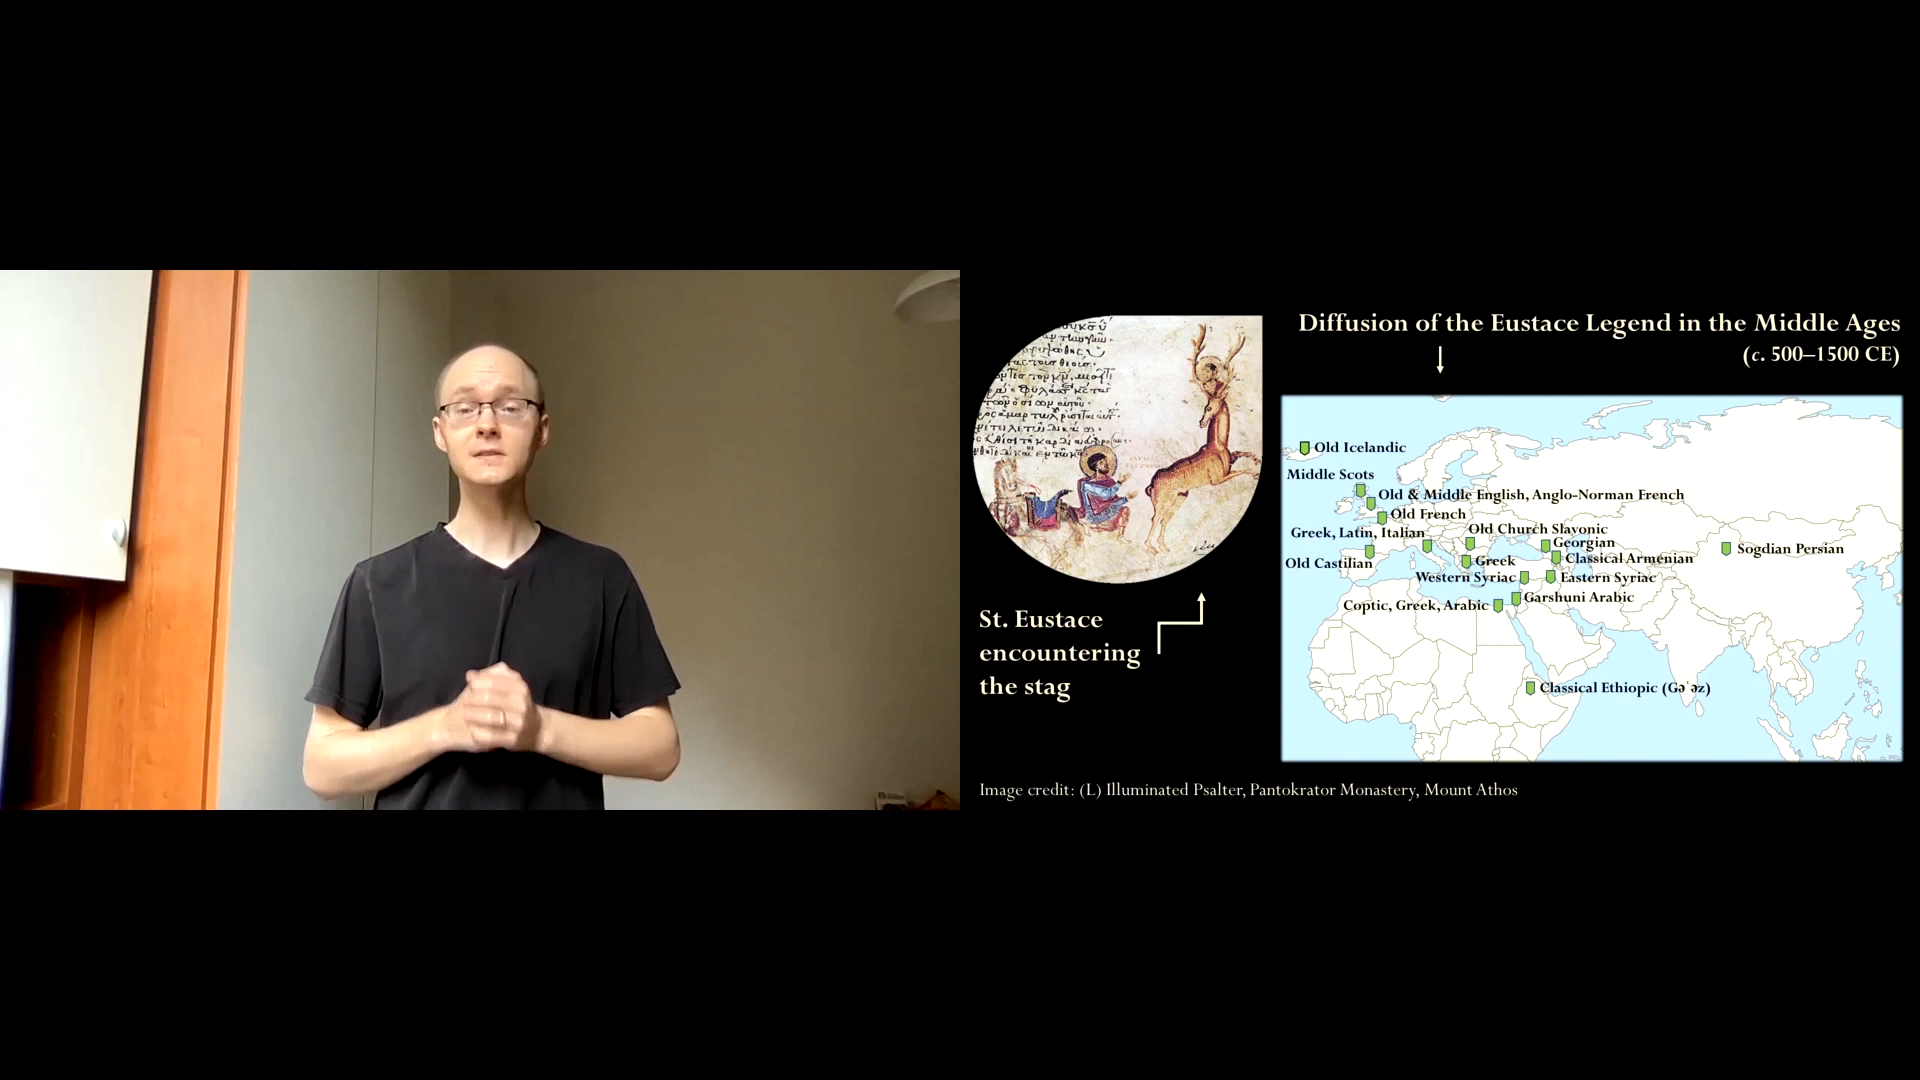 Diffusion of the Eustace Legend in the Middle Ages
(c. 500–1500 CE)
Old Icelandic
Middle Scots
Old & Middle English, Anglo-Norman French
Old French
Old Church Slavonic
Greek, Latin, Italian
Georgian
Sogdian Persian
Classical Armenian
Old Castilian
Greek
Western Syriac
Eastern Syriac
Garshuni Arabic
Coptic, Greek, Arabic
Classical Ethiopic (Gəʿəz)
St. Eustace
encountering
the stag
Image credit: (L) Illuminated Psalter, Pantokrator Monastery, Mount Athos